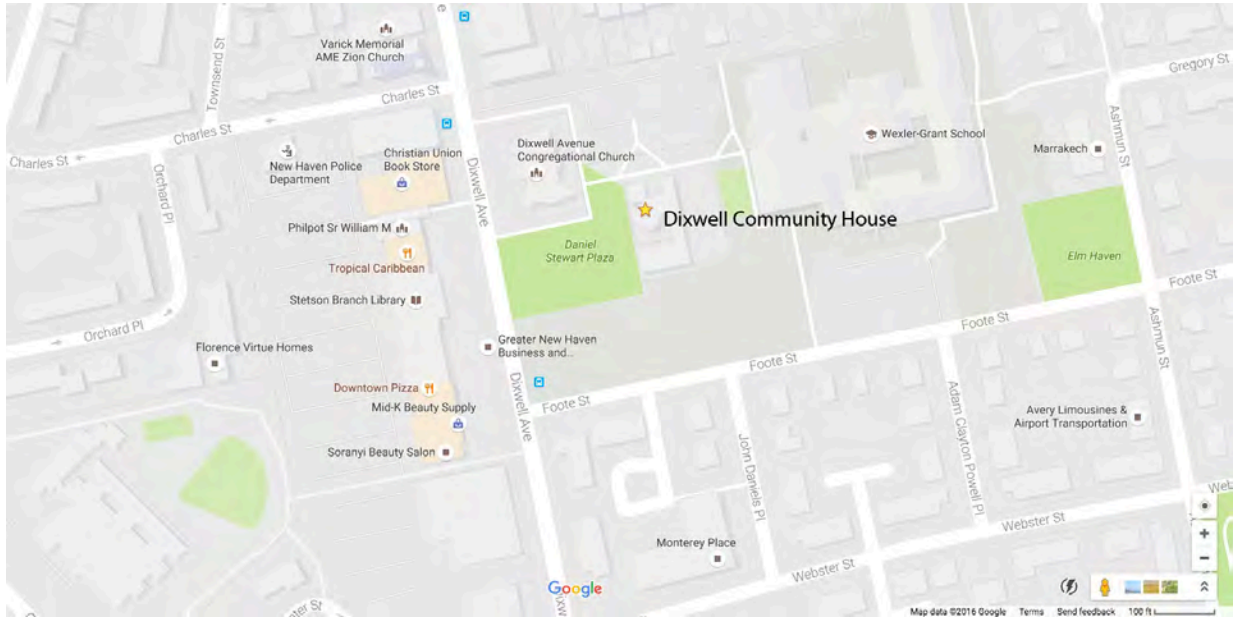 Townsend St
Varick Memorial
AME Zion Church
e
Gregory St
Charles St
Charles St
Charles St
Orchard Pl
New Haven Police
Department
Christian Union
Book Store
Dixwell Ave
Dixwell Avenue
Congregational Church
Wexler-Grant School
Marrakech
Ashmun St
Philpot Sr William M
Dixwell Community House
Tropical Caribbean
Daniel
Stewart Plaza
Elm Haven
Stetson Branch Library
Foote St
Orchard Pl
Florence Virtue Homes
Greater New Haven
Business and..
Foote St
Foote St
Ashmun St
Downtown Pizza
Dixwell Ave
Mid-K Beauty Supply
Foote St
Adam Clayton Powell Pl
Avery Limousines &
Airport Transportation
Soranyi Beauty Salon
John Daniels Pl
Web
Webster St
Monterey Place
Webster St
Google
ter St
Dixw
Map data ©2016 Google Terms Send feedback 100 ft